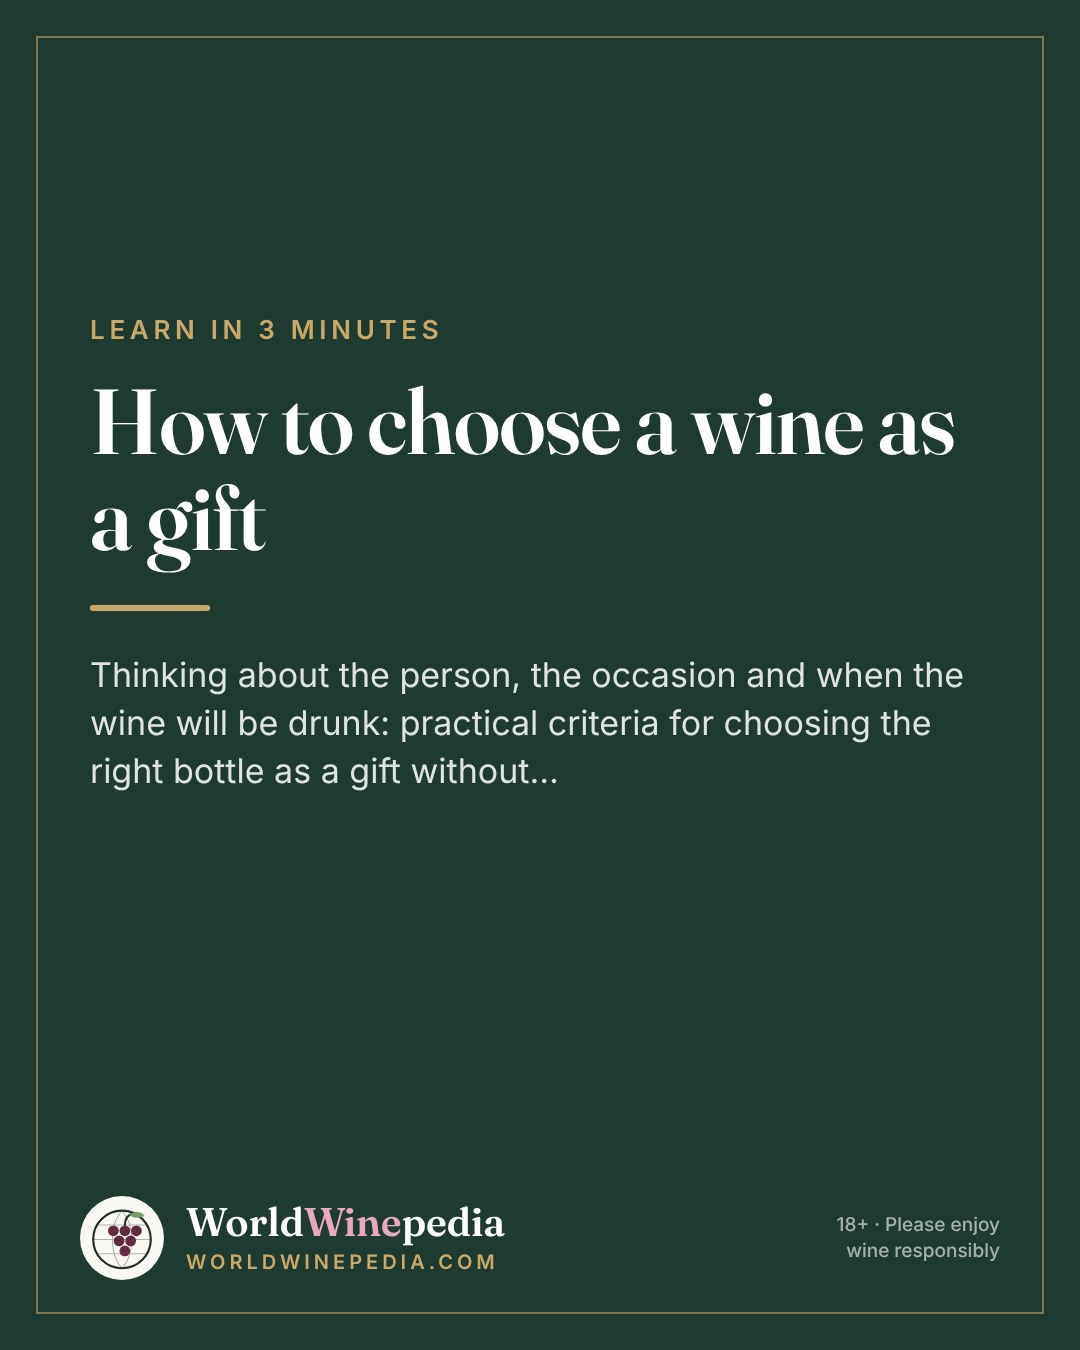 LEARN IN 3 MINUTES
How to choose a wine as
a gift
Thinking about the person, the occasion and when the
wine will be drunk: practical criteria for choosing the
right bottle as a gift without…
WorldWinepedia
WORLDWINEPEDIA.COM
18+ · Please enjoy
wine responsibly